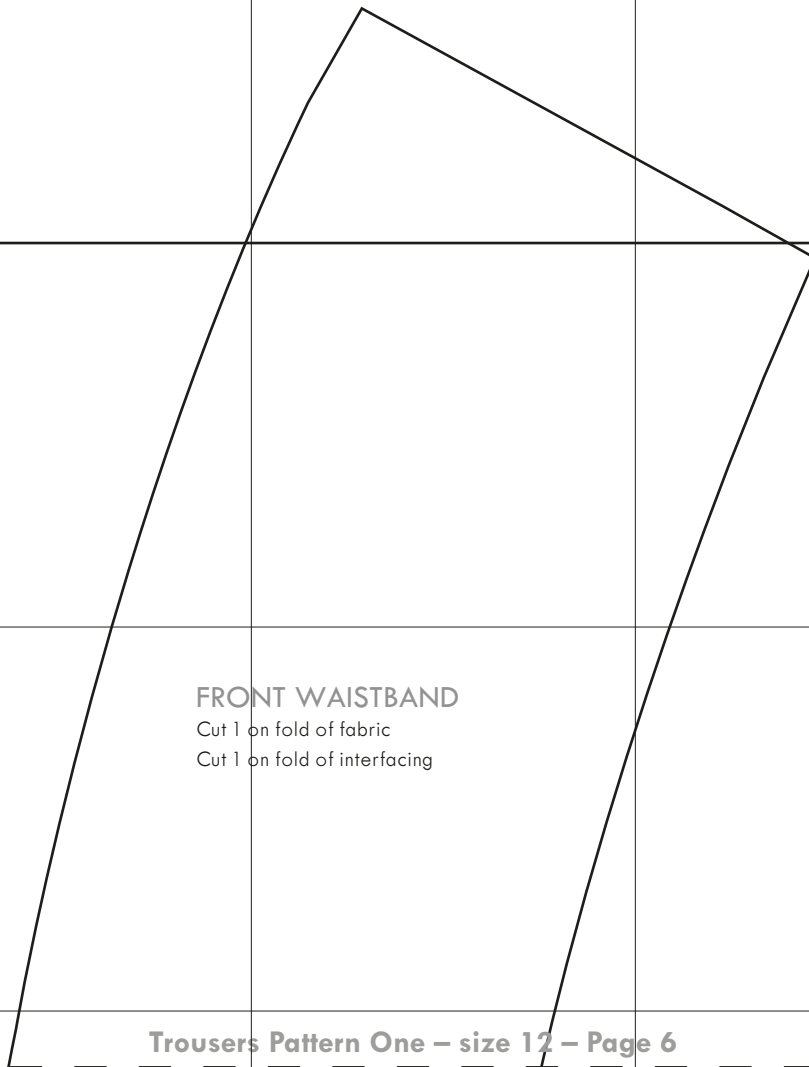 FRONT WAISTBAND
Cut 1 on fold of fabric
Cut 1 on fold of interfacing
Trousers Pattern One – size 12 – Page 6